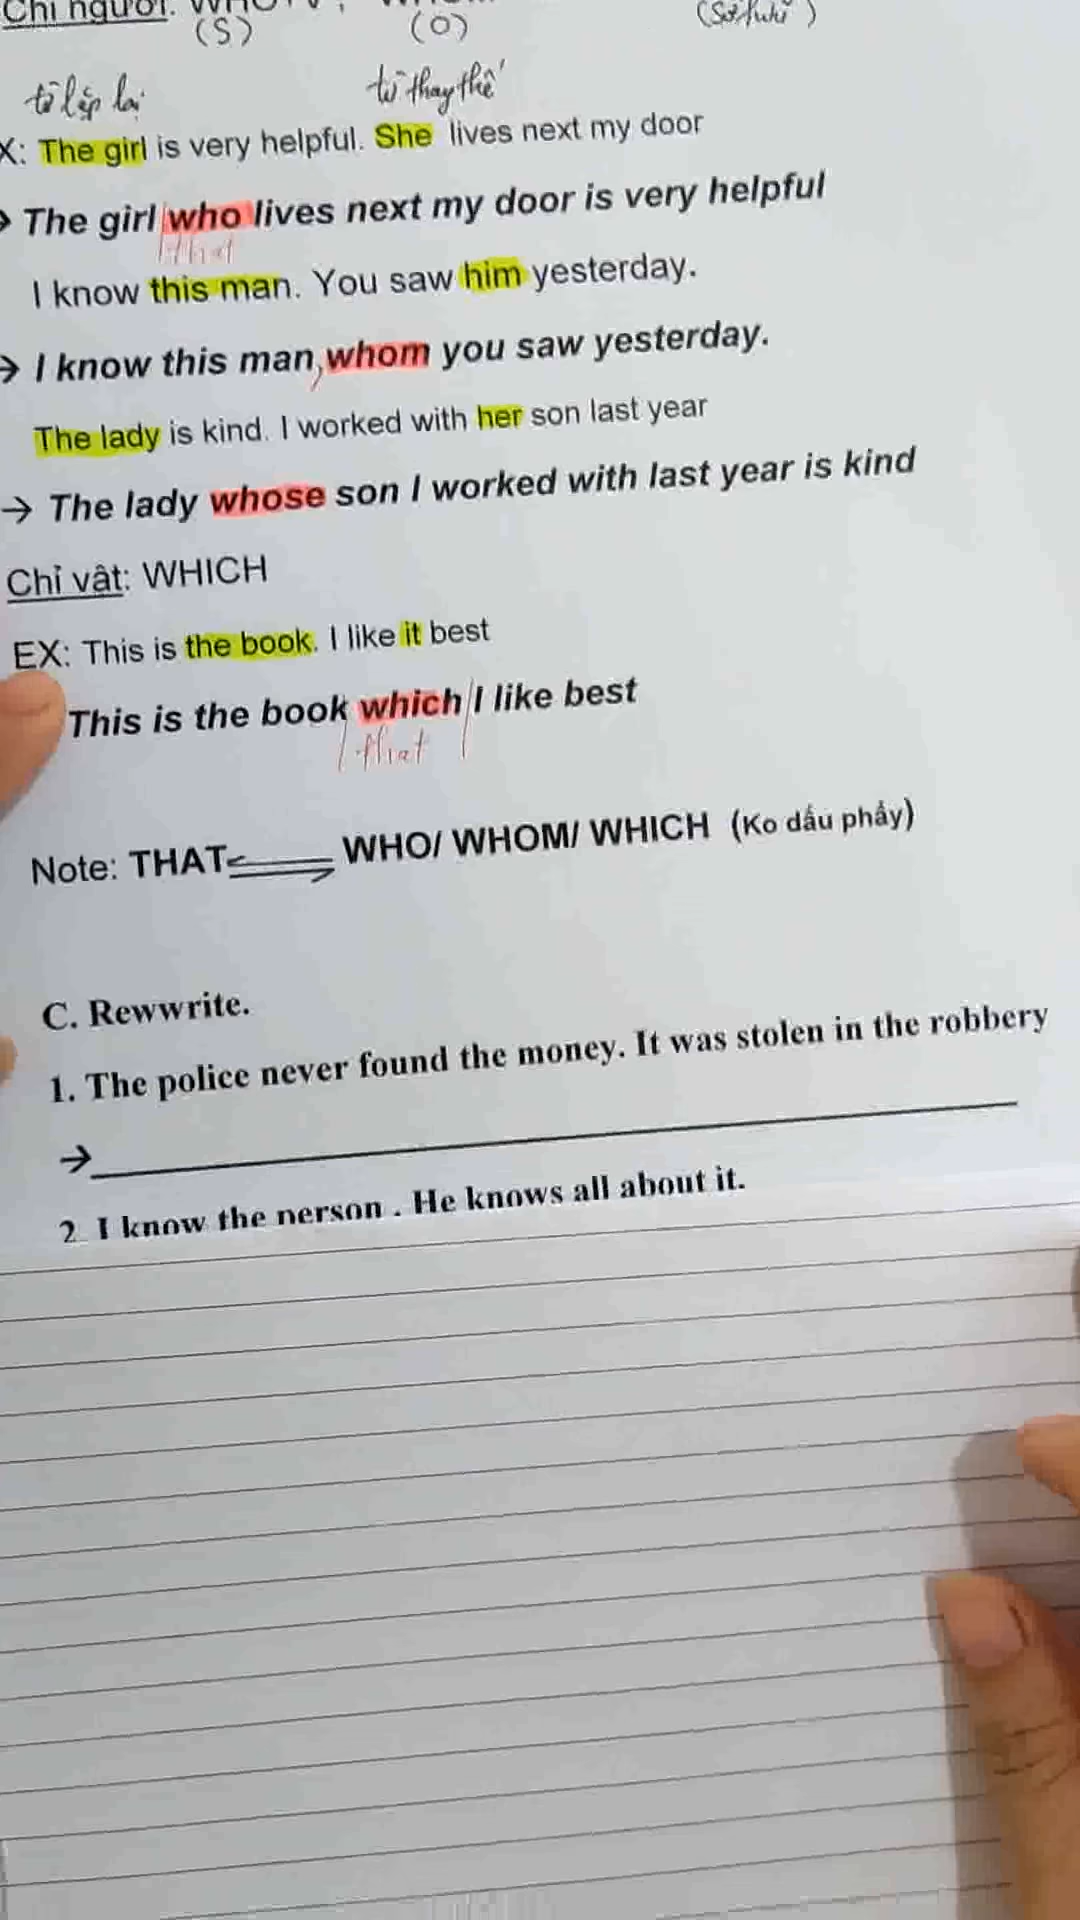 Chỉ người:
(S) (O) (Sở hữu)
từ lặp lại từ thay thế
X: The girl is very helpful. She lives next my door
→ The girl who lives next my door is very helpful
that
I know this man. You saw him yesterday.
→ I know this man, whom you saw yesterday.
The lady is kind. I worked with her son last year
→ The lady whose son I worked with last year is kind
Chỉ vật: WHICH
EX: This is the book. I like it best
This is the book which I like best
that
Note: THAT WHO/ WHOM/ WHICH (Ko dấu phẩy)
C. Rewwrite.
1. The police never found the money. It was stolen in the robbery
→
2. I know the person . He knows all about it.